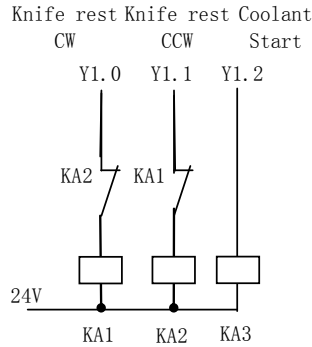 Knife rest Knife rest Coolant
CW CCW Start
Y1.0 Y1.1 Y1.2
KA2 KA1
24V
KA1 KA2 KA3